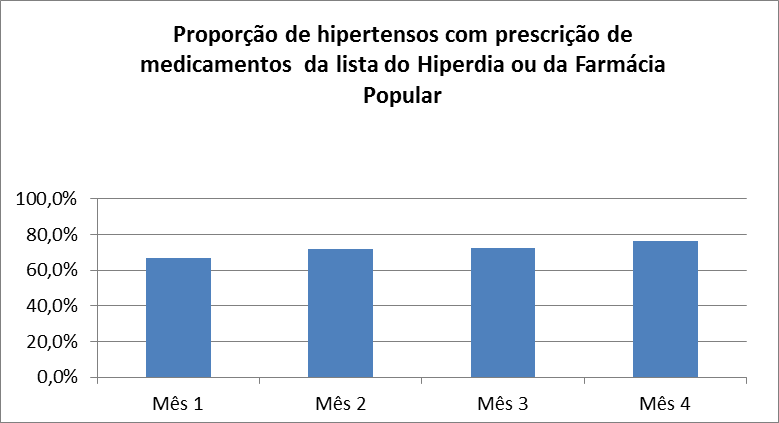 Proporção de hipertensos com prescrição de
medicamentos  da lista do Hiperdia ou da Farmácia
Popular
100,0%
80,0%
60,0%
40,0%
20,0%
0,0%
Mês 1
Mês 2
Mês 3
Mês 4